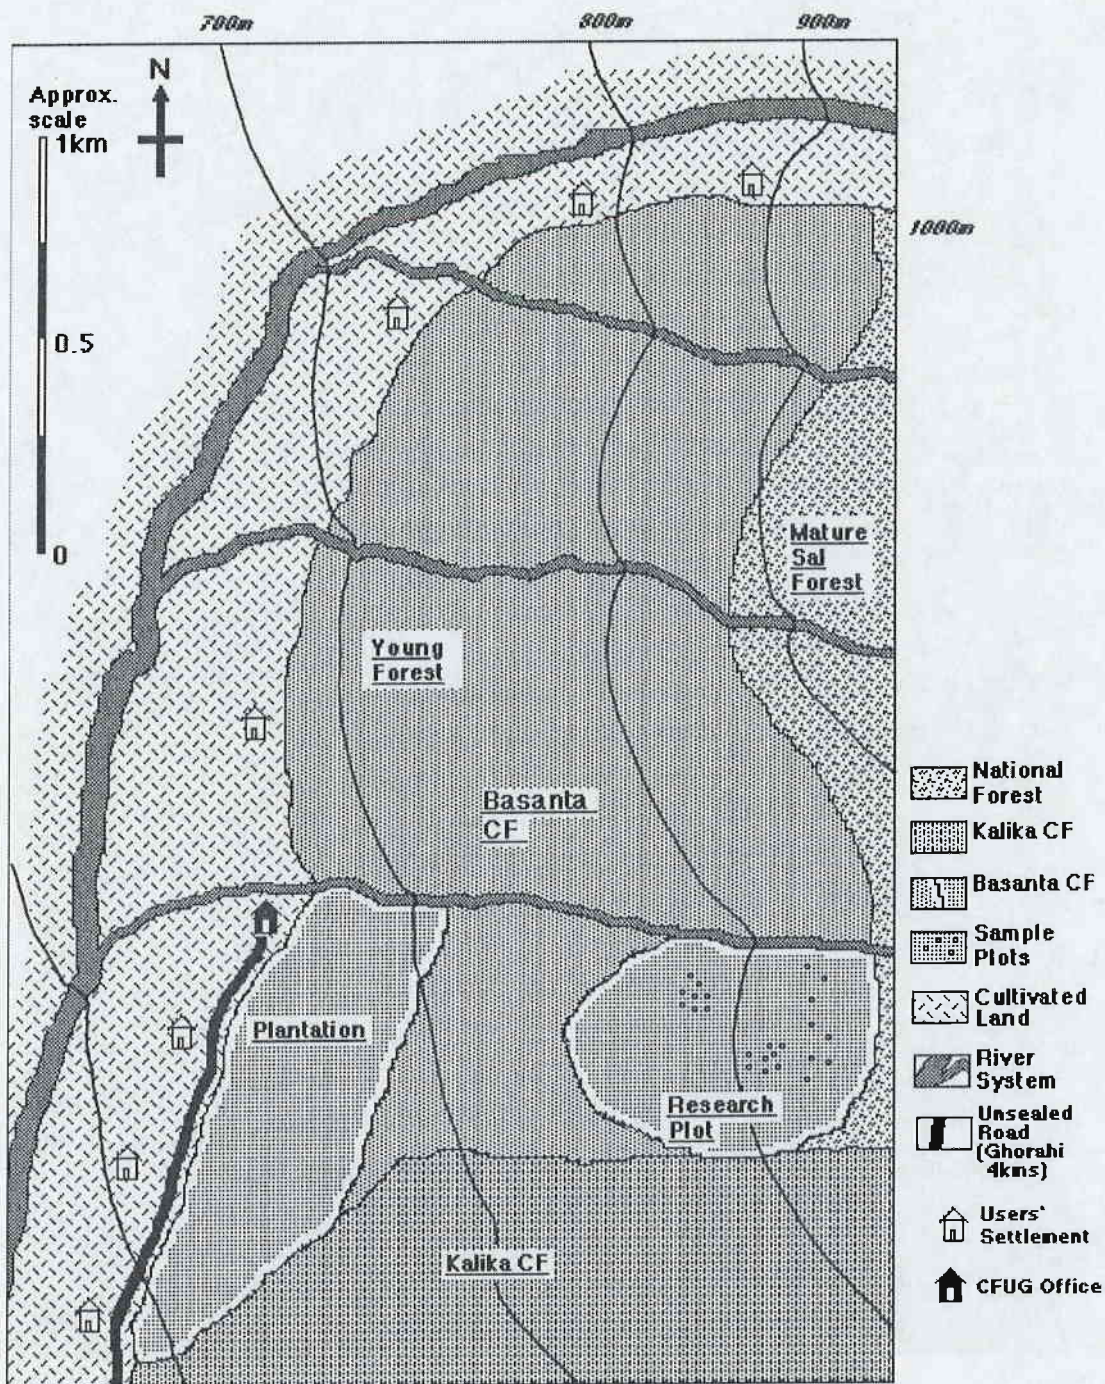 700m
800m
900m
N
Approx.
scale
1km
1000m
0.5
0
Mature
Sal
Forest
Young
Forest
Basanta
CF
Plantation
Research
Plot
Kalika CF
National
Forest
Kalika CF
Basanta CF
Sample
Plots
Cultivated
Land
River
System
Unsealed
Road
(Ghorahi
4kms)
Users'
Settlement
CFUG Office